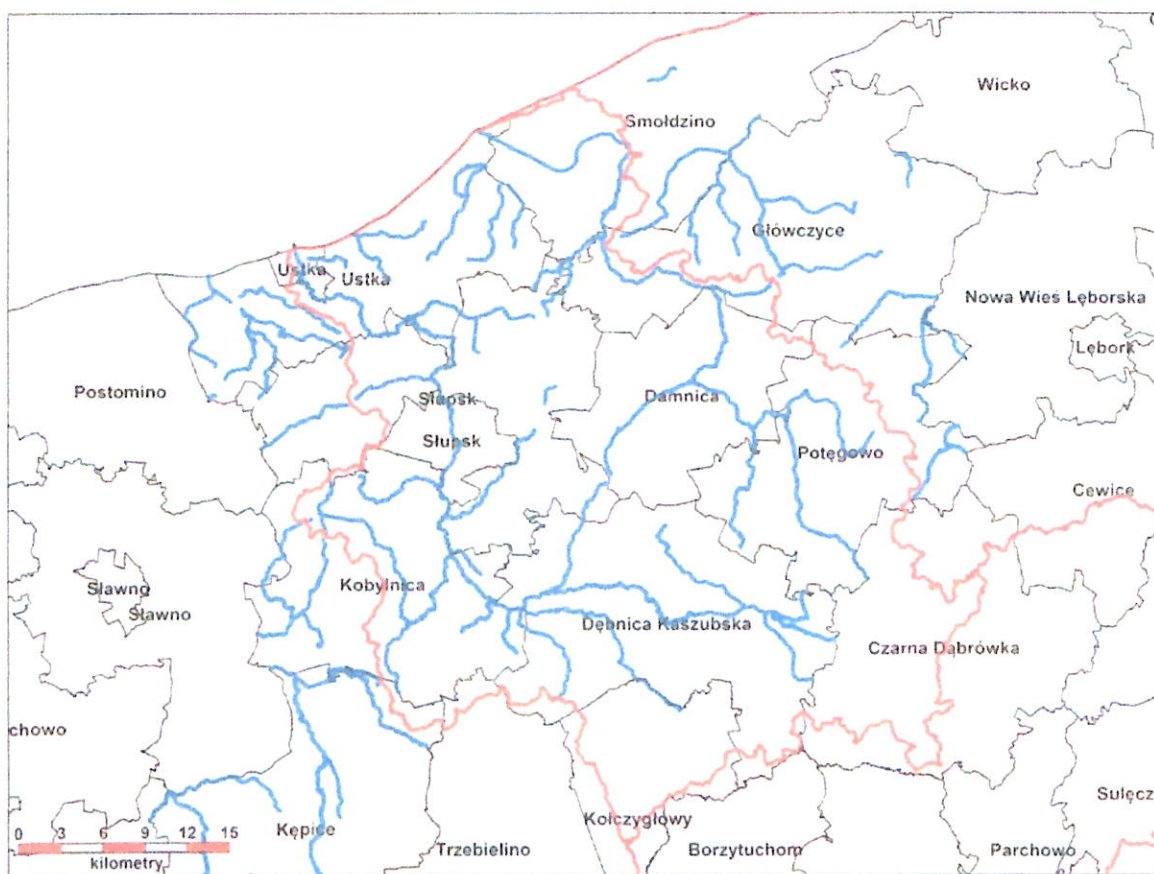 Wicko
Smołdzino
Główczyce
Ustka
Ustka
Nowa Wieś Lęborska
Lębork
Postomino
Słupsk
Damnica
Słupsk
Potęgowo
Cewice
Kobylnica
Sławno
Sławno
Dębnica Kaszubska
Czarna Dąbrówka
chowo
Sulęcz
Kołczygłowy
Kępice
Trzebielino
Borzytuchom
Parchowo
0 3 6 9 12 15
kilometry